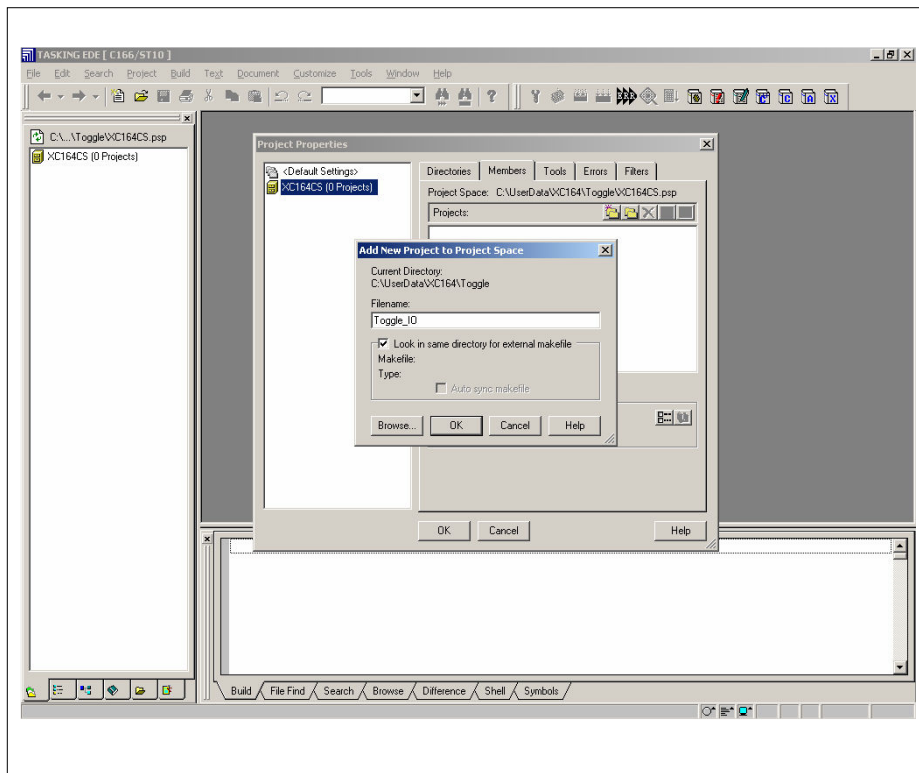 TASKING EDE [ C166/ST10 ]
File Edit Search Project Build Text Document Customize Tools Window Help
C:\...\Toggle\XC164CS.psp
XC164CS (0 Projects)
Project Properties
<Default Settings>
XC164CS (0 Projects)
Directories Members Tools Errors Filters
Project Space: C:\UserData\XC164\Toggle\XC164CS.psp
Projects:
Add New Project to Project Space
Current Directory:
C:\UserData\XC164\Toggle
Filename:
Toggle_IO
Look in same directory for external makefile
Makefile:
Type:
Auto sync makefile
Browse... OK Cancel Help
OK Cancel Help
Build File Find Search Browse Difference Shell Symbols